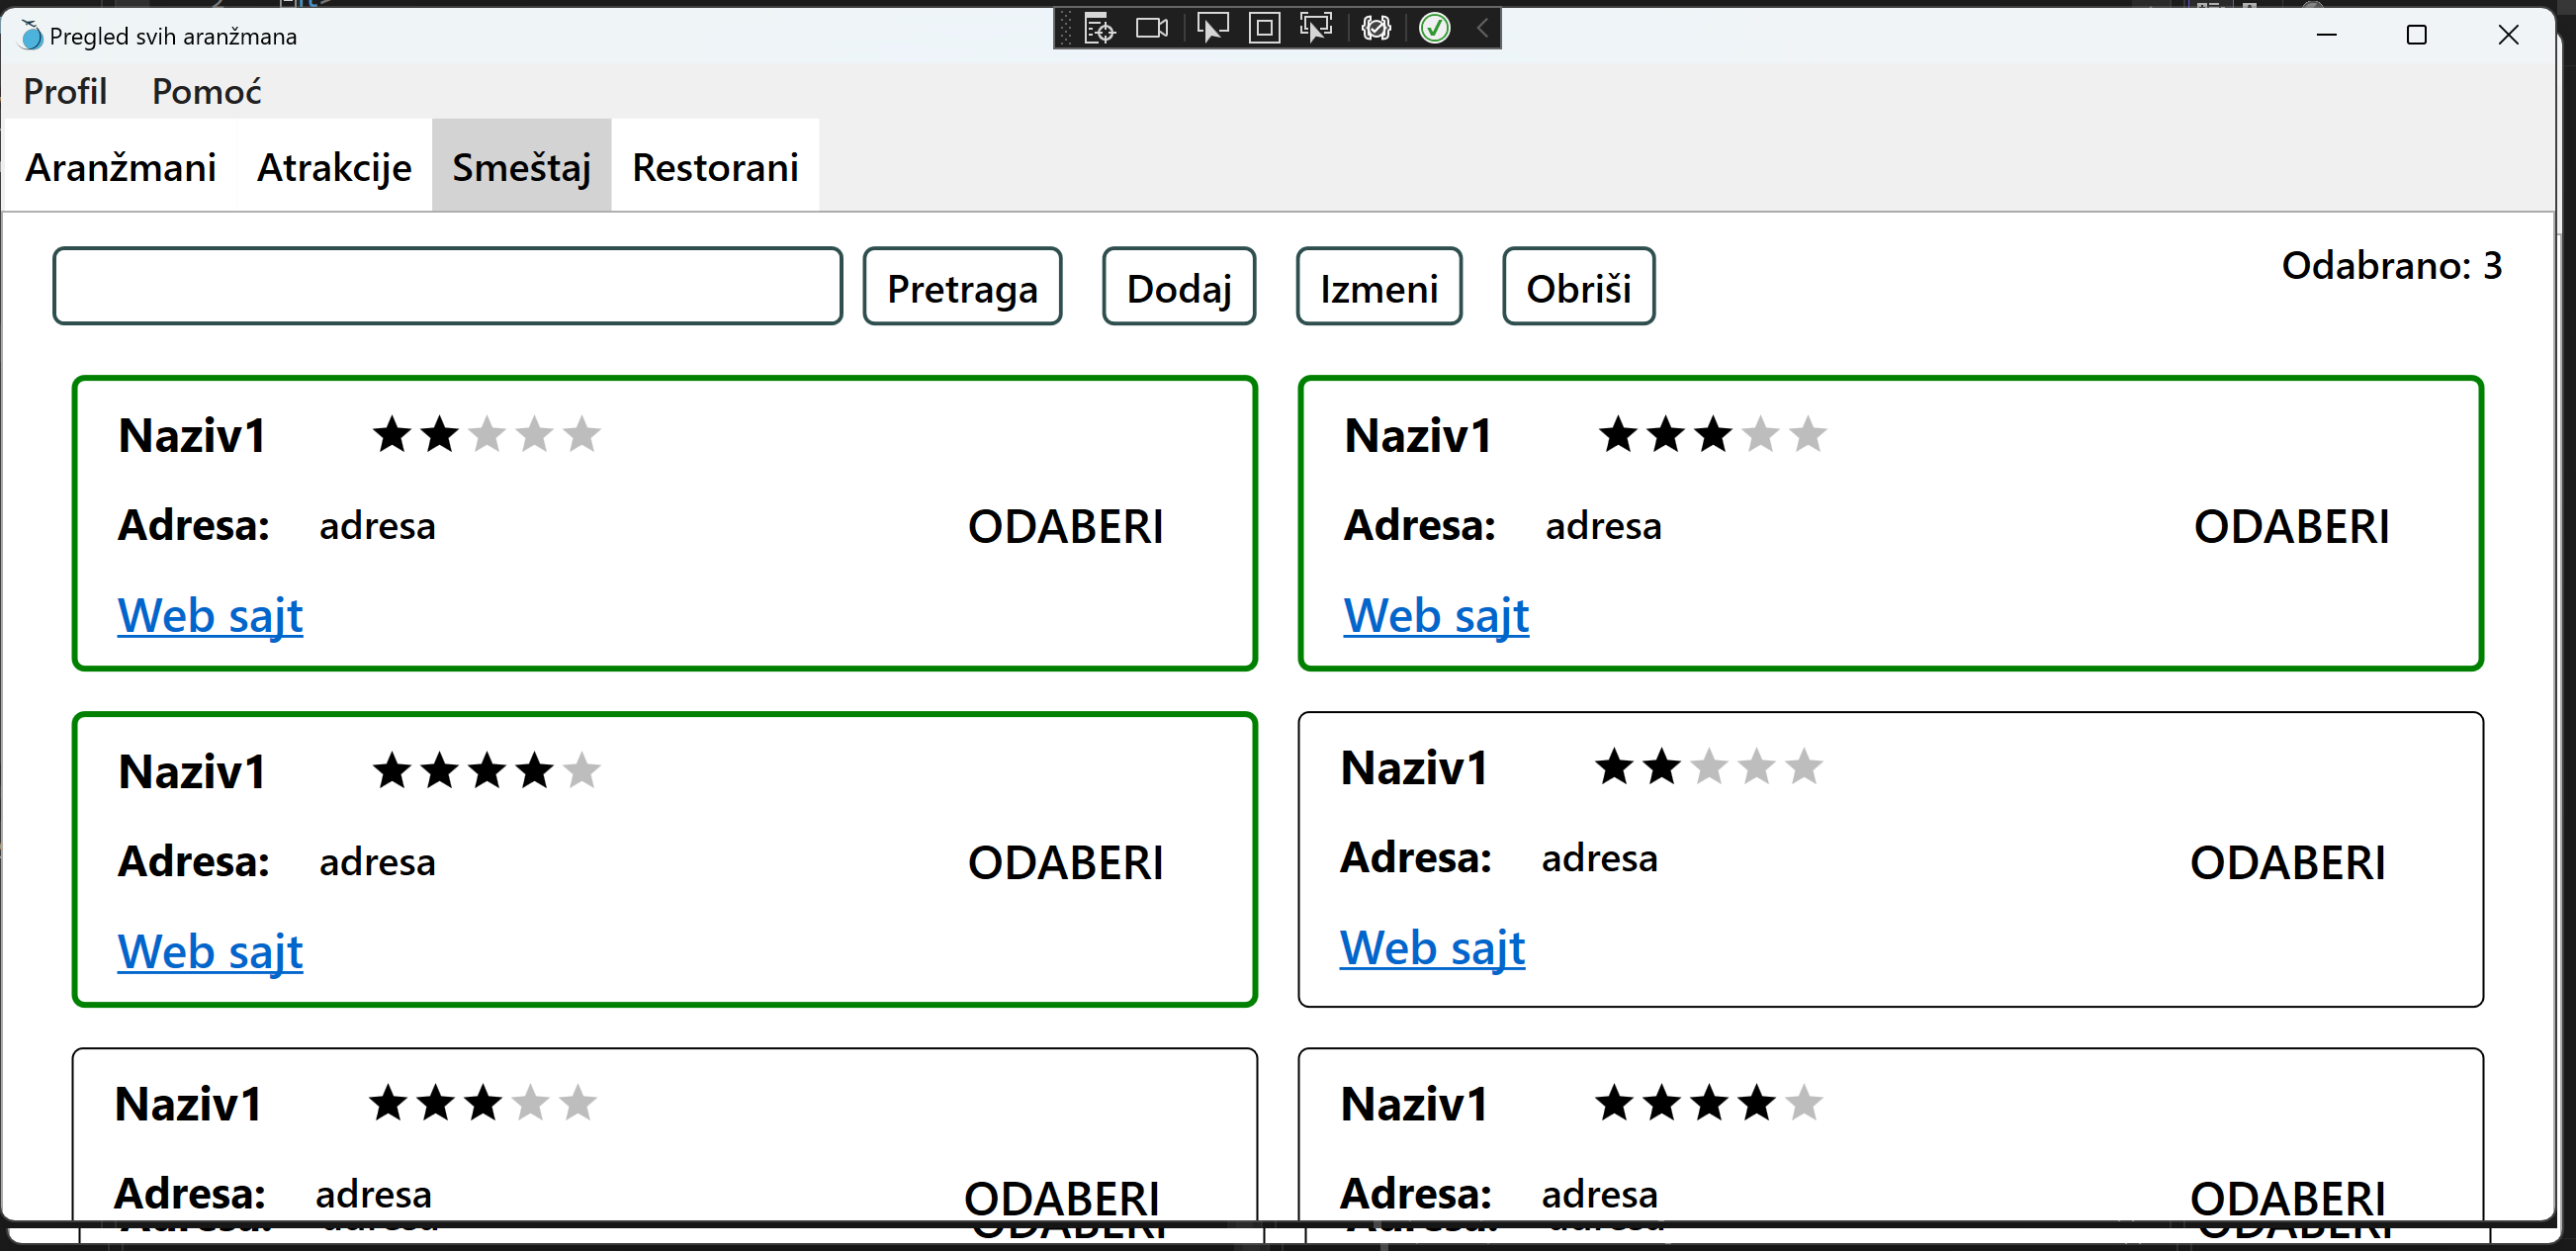 Pregled svih aranžmana
Profil Pomoć
Aranžmani Atrakcije Smeštaj Restorani
Pretraga Dodaj Izmeni Obriši Odabrano: 3
Naziv1
Adresa: adresa
ODABERI
Web sajt
Naziv1
Adresa: adresa
ODABERI
Web sajt
Naziv1
Adresa: adresa
ODABERI
Web sajt
Naziv1
Adresa: adresa
ODABERI
Web sajt
Naziv1
Adresa: adresa
ODABERI
Naziv1
Adresa: adresa
ODABERI